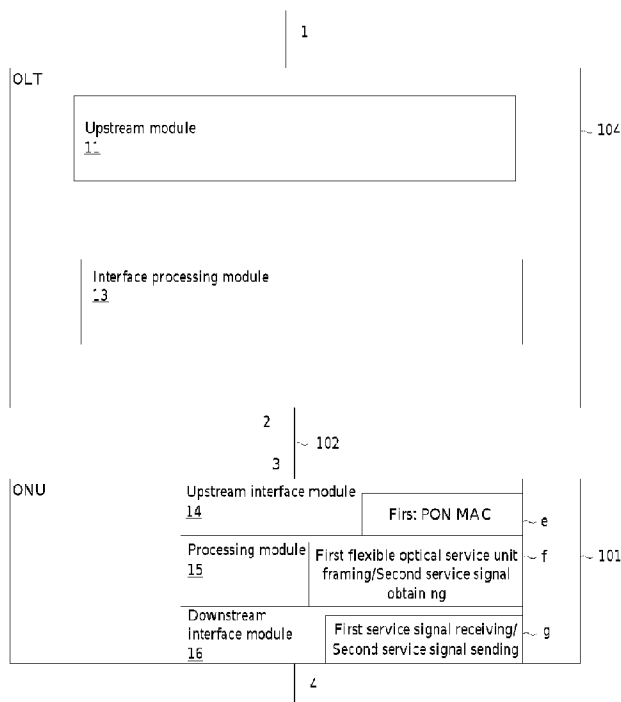 1
OLT
Upstream module
11
104
Interface processing module
13
2
102
3
ONU
Upstream interface module
14
Firs: PON MAC
e
Processing module
15
First flexible optical service unit
framing/Second service signal
obtain ng
f
101
Downstream
interface module
16
First service signal receiving/
Second service signal sending
g
4